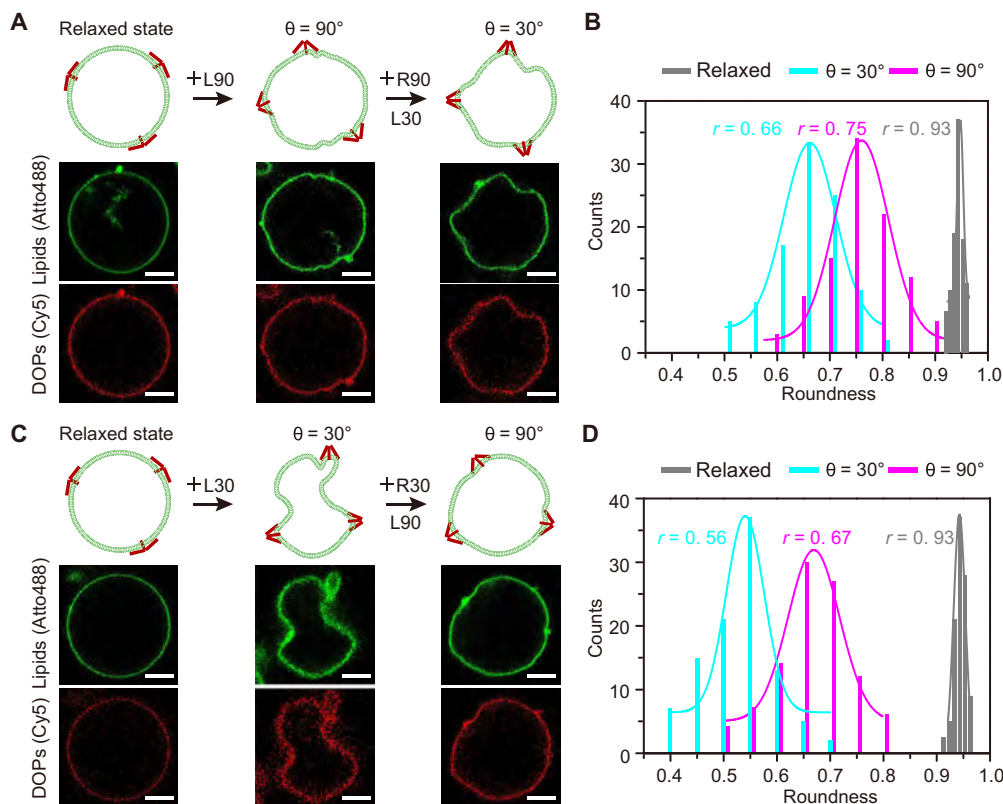 A
Relaxed state
θ = 90°
θ = 30°
+L90
+R90
L30
Lipids (Atto488)
DOPs (Cy5)
B
Relaxed θ = 30° θ = 90°
r = 0. 66 r = 0. 75 r = 0. 93
Counts
40
30
20
10
0
0.4 0.5 0.6 0.7 0.8 0.9 1.0
Roundness
C
Relaxed state
θ = 30°
θ = 90°
+L30
+R30
L90
Lipids (Atto488)
DOPs (Cy5)
D
Relaxed θ = 30° θ = 90°
r = 0. 56 r = 0. 67 r = 0. 93
Counts
40
30
20
10
0
0.4 0.5 0.6 0.7 0.8 0.9 1.0
Roundness